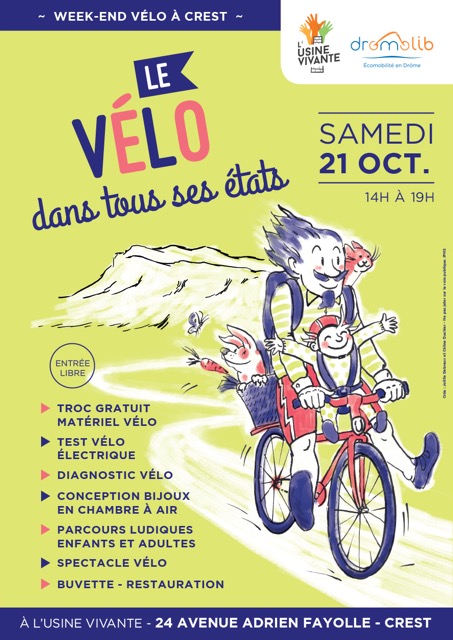 ~ WEEK-END VÉLO À CREST ~
L'USINE
VIVANTE
dromolib
Écomobilité en Drôme
LE
VÉLO
dans tous ses états
SAMEDI
21 OCT.
14H À 19H
ENTRÉE
LIBRE
TROC GRATUIT
MATÉRIEL VÉLO
TEST VÉLO
ÉLECTRIQUE
DIAGNOSTIC VÉLO
CONCEPTION BIJOUX
EN CHAMBRE À AIR
PARCOURS LUDIQUES
ENFANTS ET ADULTES
SPECTACLE VÉLO
BUVETTE - RESTAURATION
À L'USINE VIVANTE - 24 AVENUE ADRIEN FAYOLLE - CREST